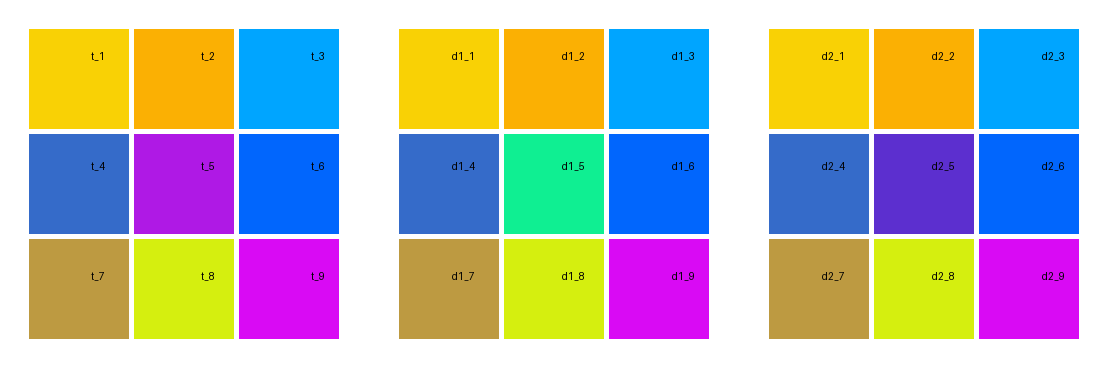 t_1 t_2 t_3 d1_1 d1_2 d1_3 d2_1 d2_2 d2_3
t_4 t_5 t_6 d1_4 d1_5 d1_6 d2_4 d2_5 d2_6
t_7 t_8 t_9 d1_7 d1_8 d1_9 d2_7 d2_8 d2_9